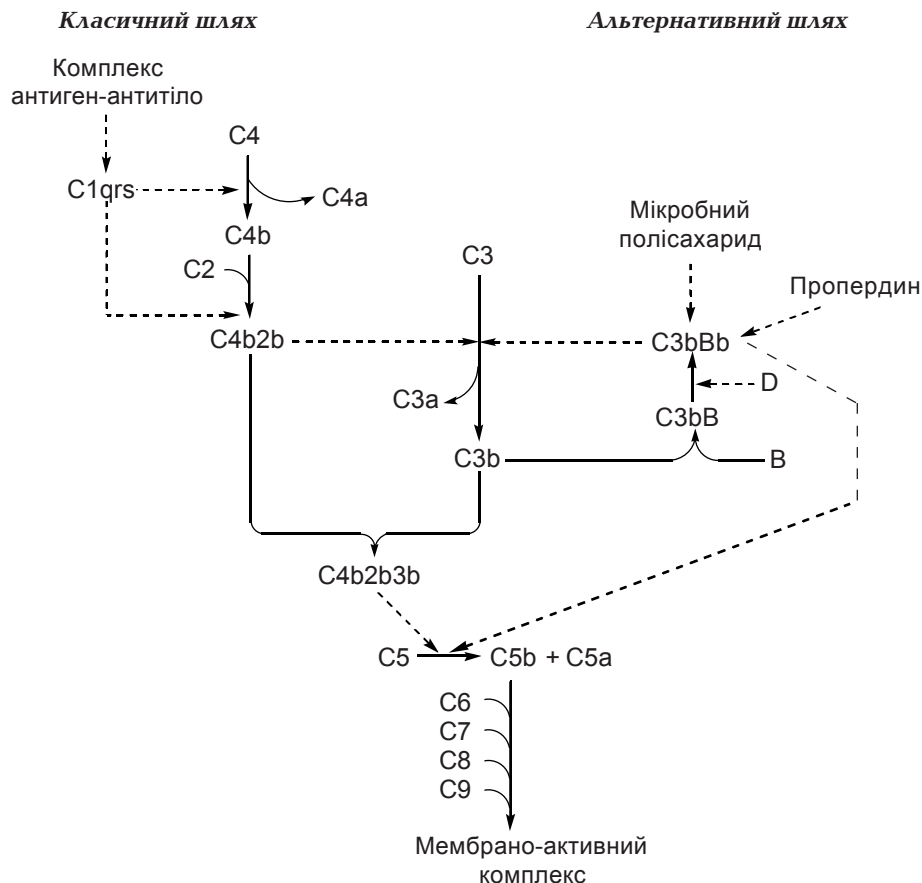 Класичний шлях
Альтернативний шлях
Комплекс
антиген-антитіло
C4
C1qrs
C4a
C4b
C2
C3
Мікробний
полісахарид
Пропердин
C4b2b
C3bBb
C3a
D
C3bB
C3b
B
C4b2b3b
C5
C5b + C5a
C6
C7
C8
C9
Мембрано-активний
комплекс